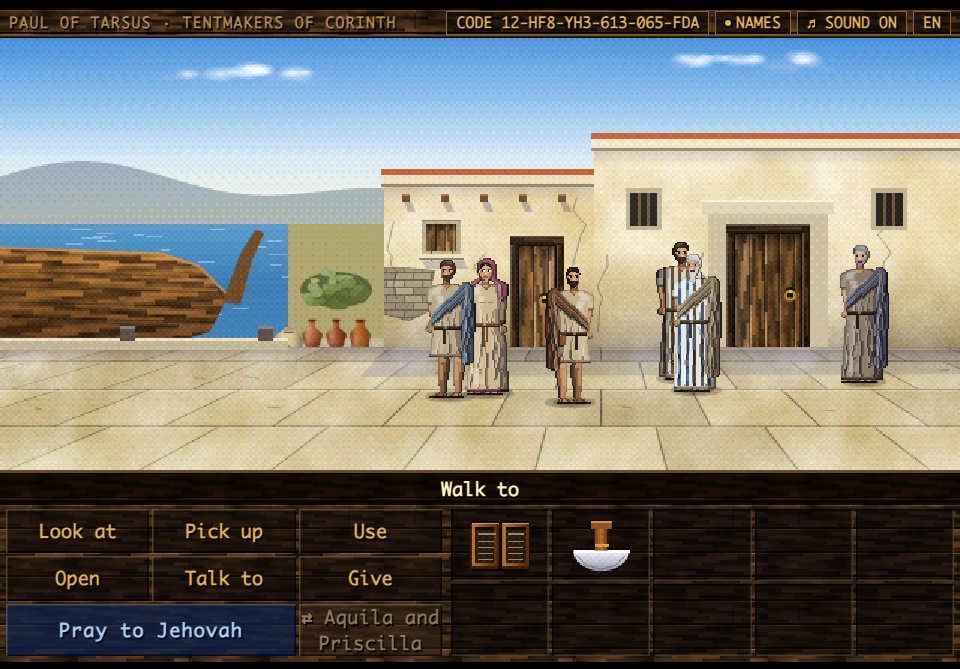 PAUL OF TARSUS · TENTMAKERS OF CORINTH
CODE 12-HF8-YH3-613-065-FDA
● NAMES
♬ SOUND ON
EN
Walk to
Look at
Pick up
Use
Open
Talk to
Give
Pray to Jehovah
⇄ Aquila and
Priscilla